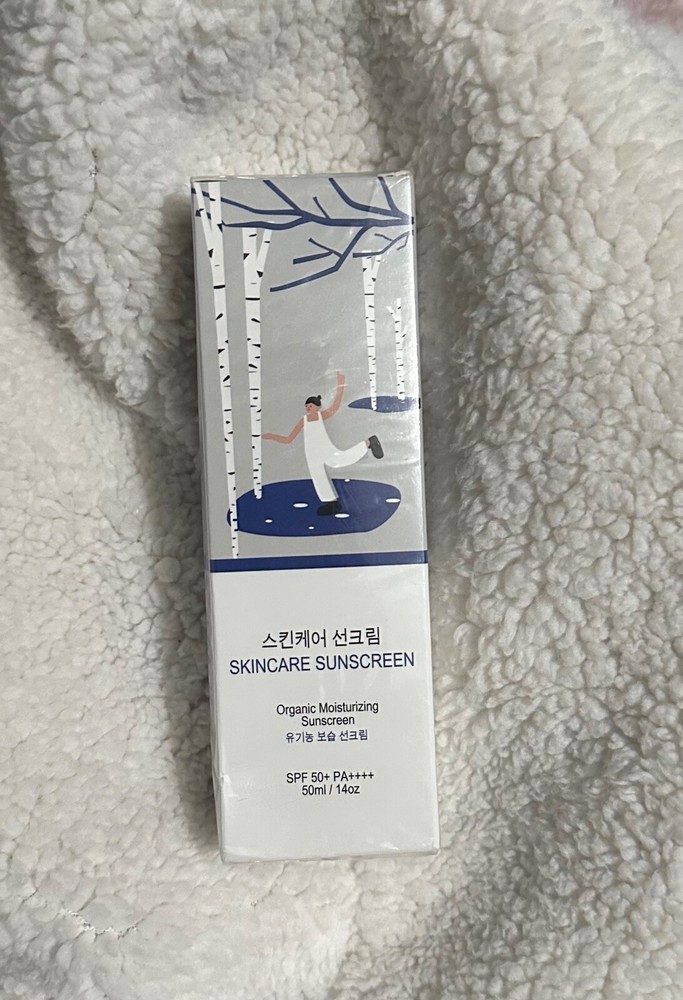 스킨케어 선크림
SKINCARE SUNSCREEN
Organic Moisturizing
Sunscreen
유기농 보습 선크림
SPF 50+ PA++++
50ml / 14oz